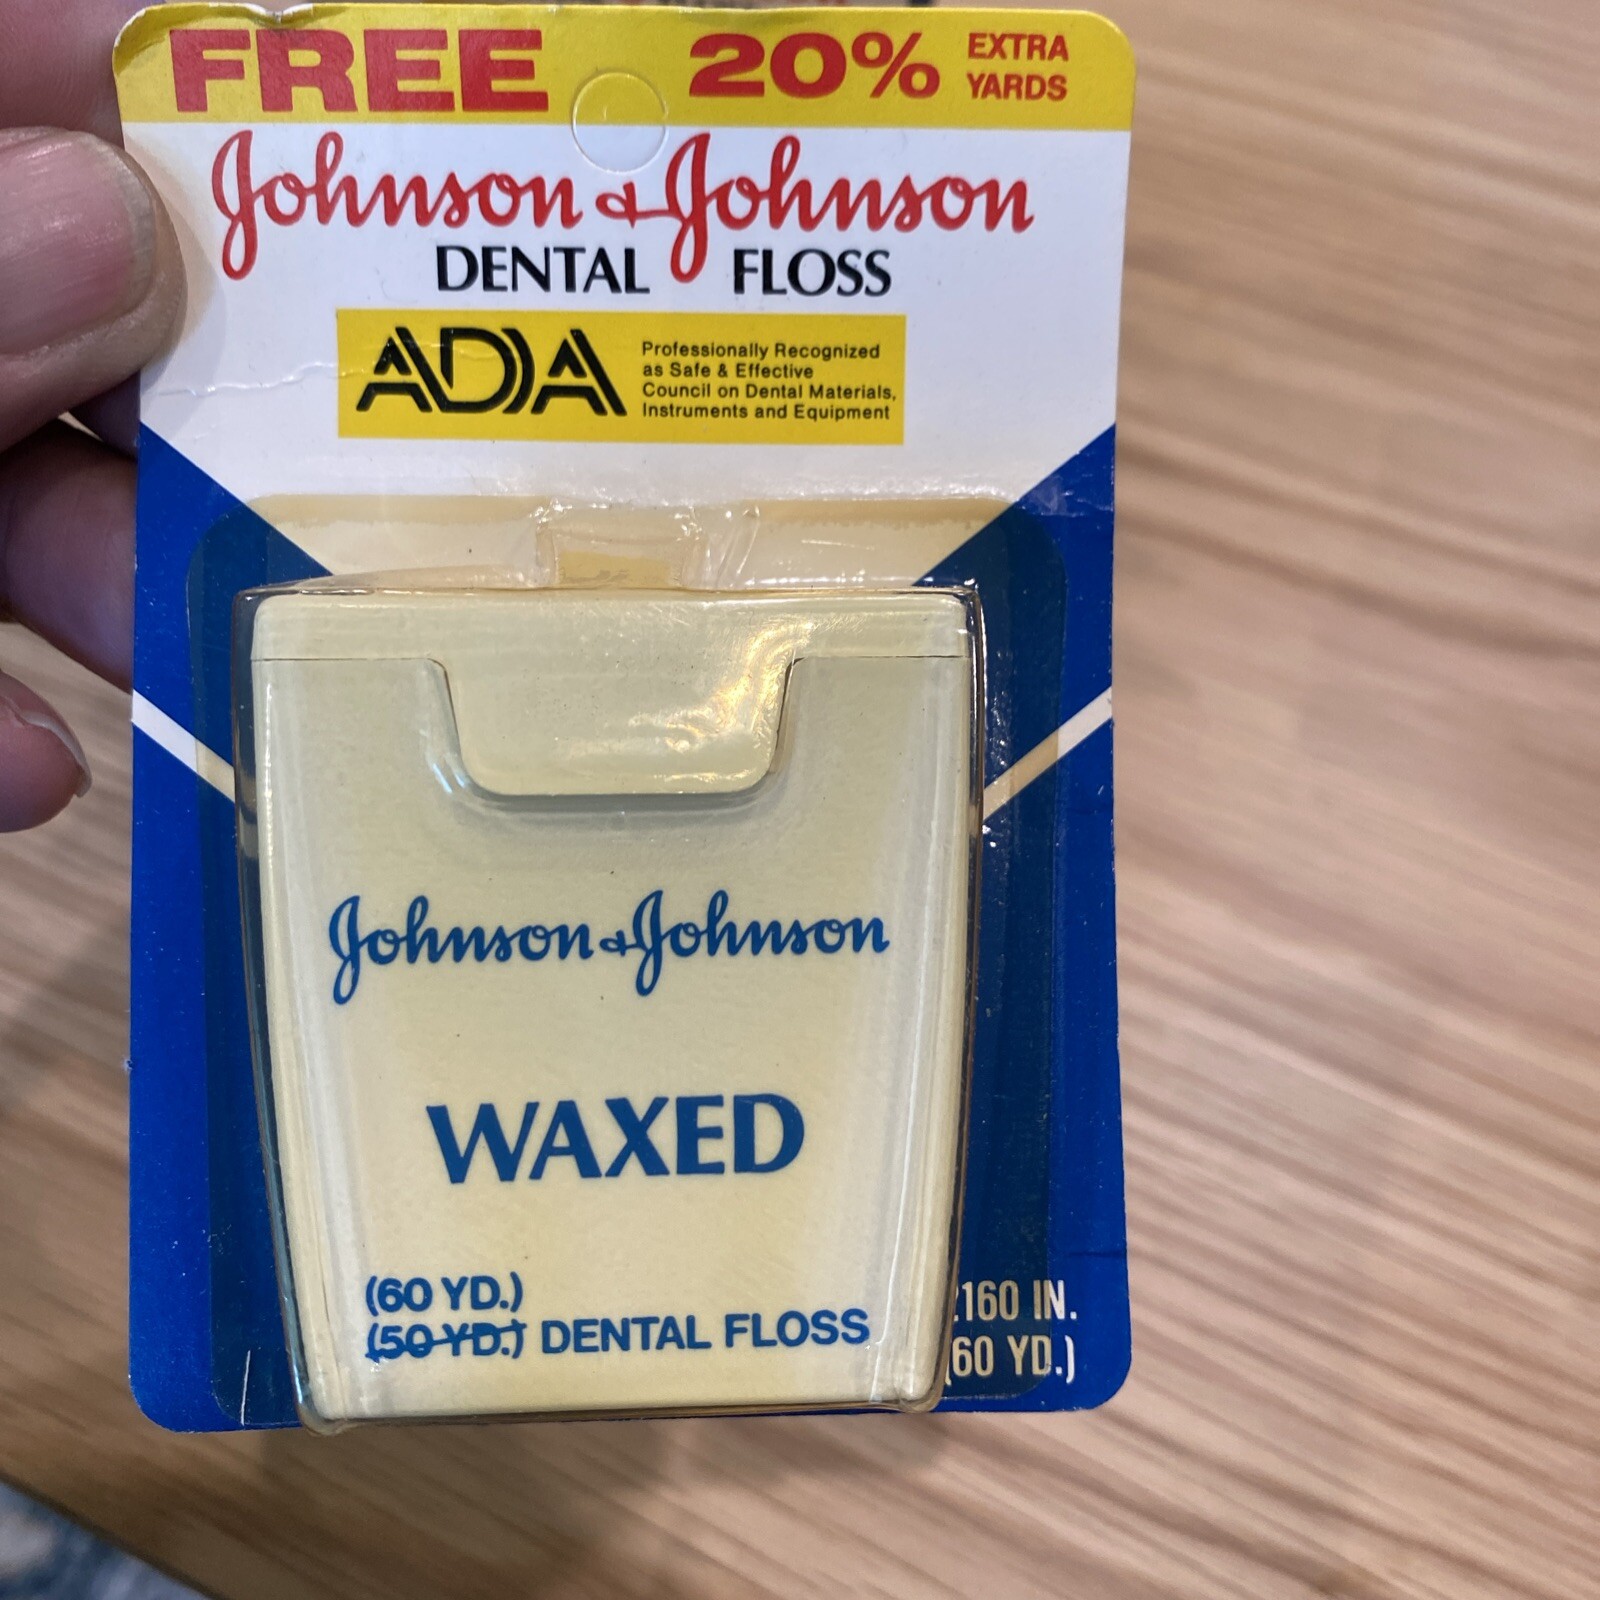 FREE 20% EXTRA YARDS
Johnson & Johnson
DENTAL FLOSS
ADA
Professionally Recognized
as Safe & Effective
Council on Dental Materials,
Instruments and Equipment
Johnson & Johnson
WAXED
(60 YD.)
(50 YD.) DENTAL FLOSS
2160 IN.
(60 YD.)